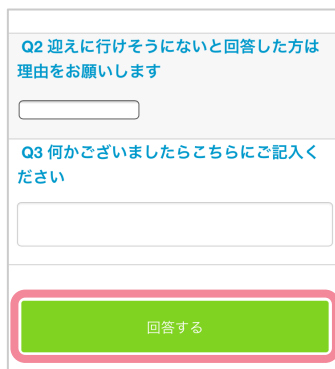 Q2 迎えに行けそうにないと回答した方は
理由をお願いします
Q3 何かございましたらこちらにご記入く
ださい
回答する